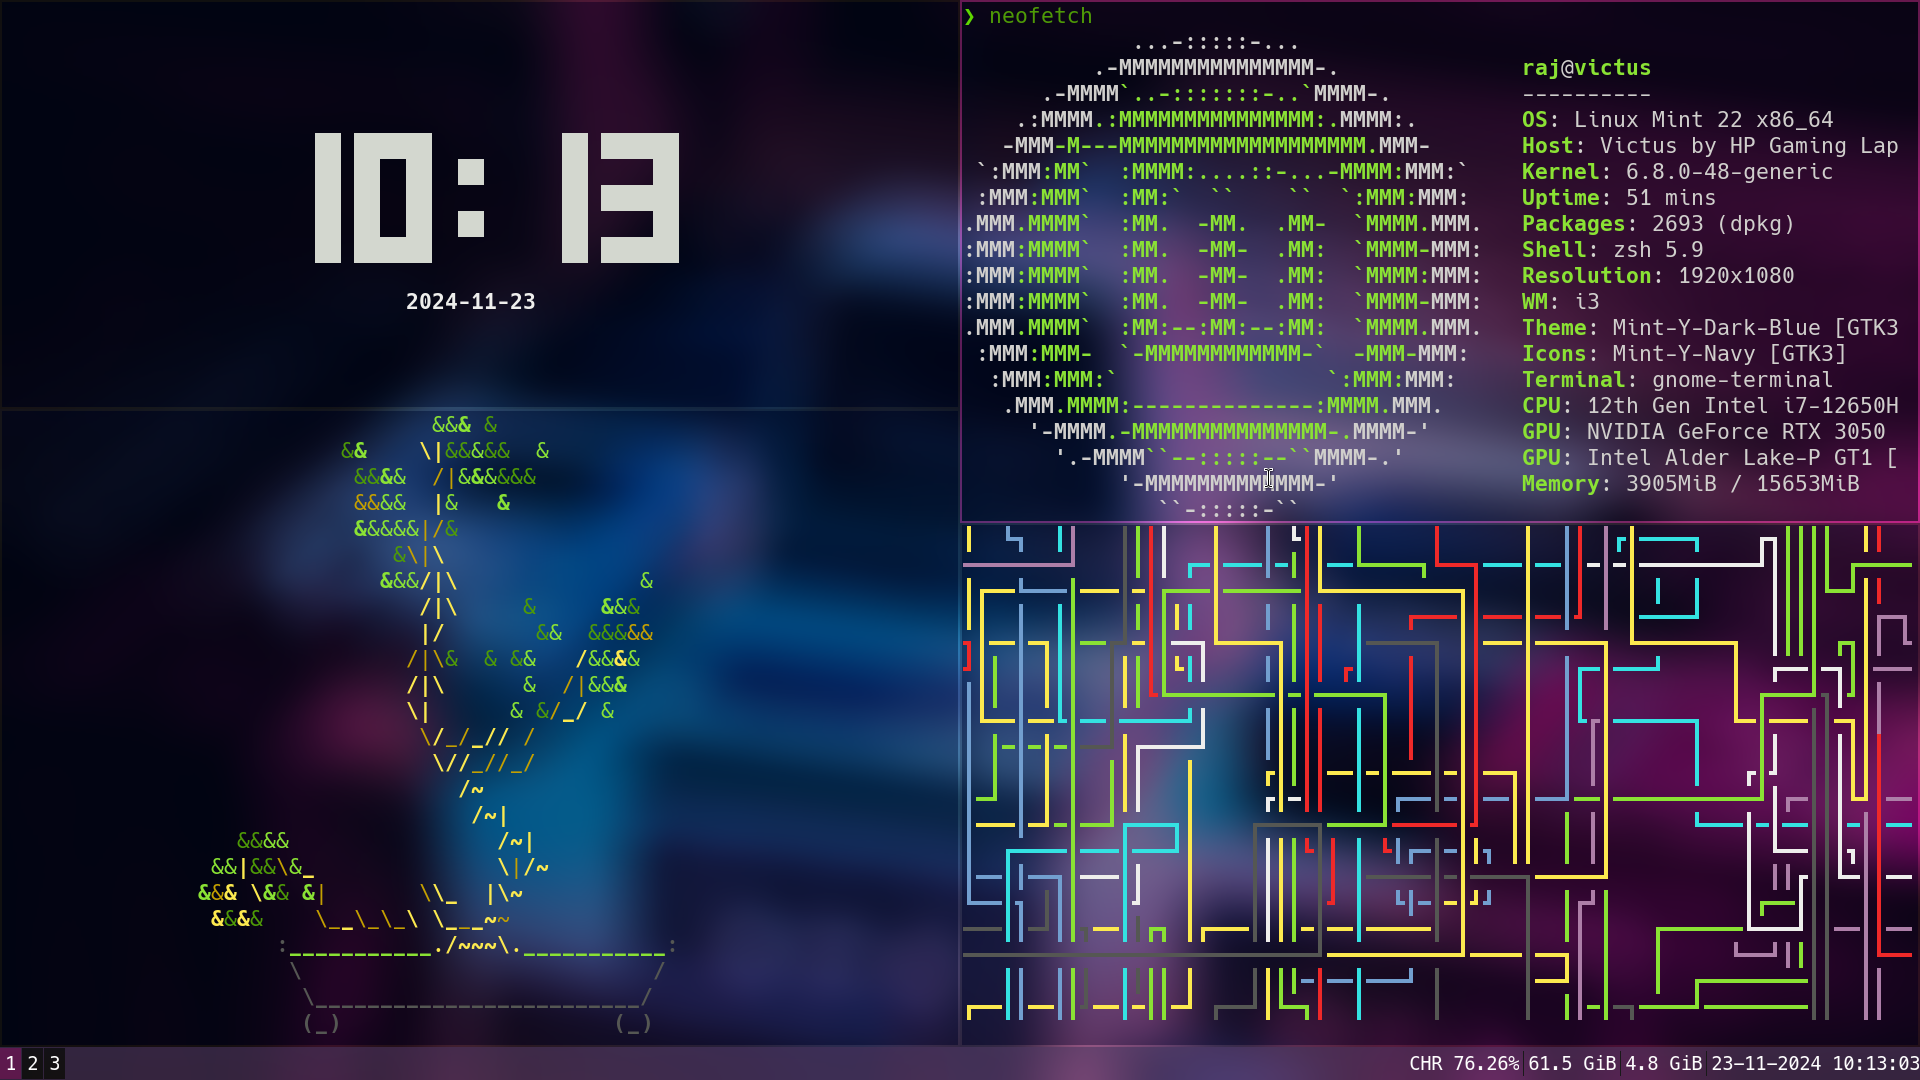 10:13
2024-11-23
❯ neofetch
raj@victus
----------
OS: Linux Mint 22 x86_64
Host: Victus by HP Gaming Lap
Kernel: 6.8.0-48-generic
Uptime: 51 mins
Packages: 2693 (dpkg)
Shell: zsh 5.9
Resolution: 1920x1080
WM: i3
Theme: Mint-Y-Dark-Blue [GTK3
Icons: Mint-Y-Navy [GTK3]
Terminal: gnome-terminal
CPU: 12th Gen Intel i7-12650H
GPU: NVIDIA GeForce RTX 3050
GPU: Intel Alder Lake-P GT1 [
Memory: 3905MiB / 15653MiB
1 2 3
CHR 76.26% 61.5 GiB 4.8 GiB 23-11-2024 10:13:03